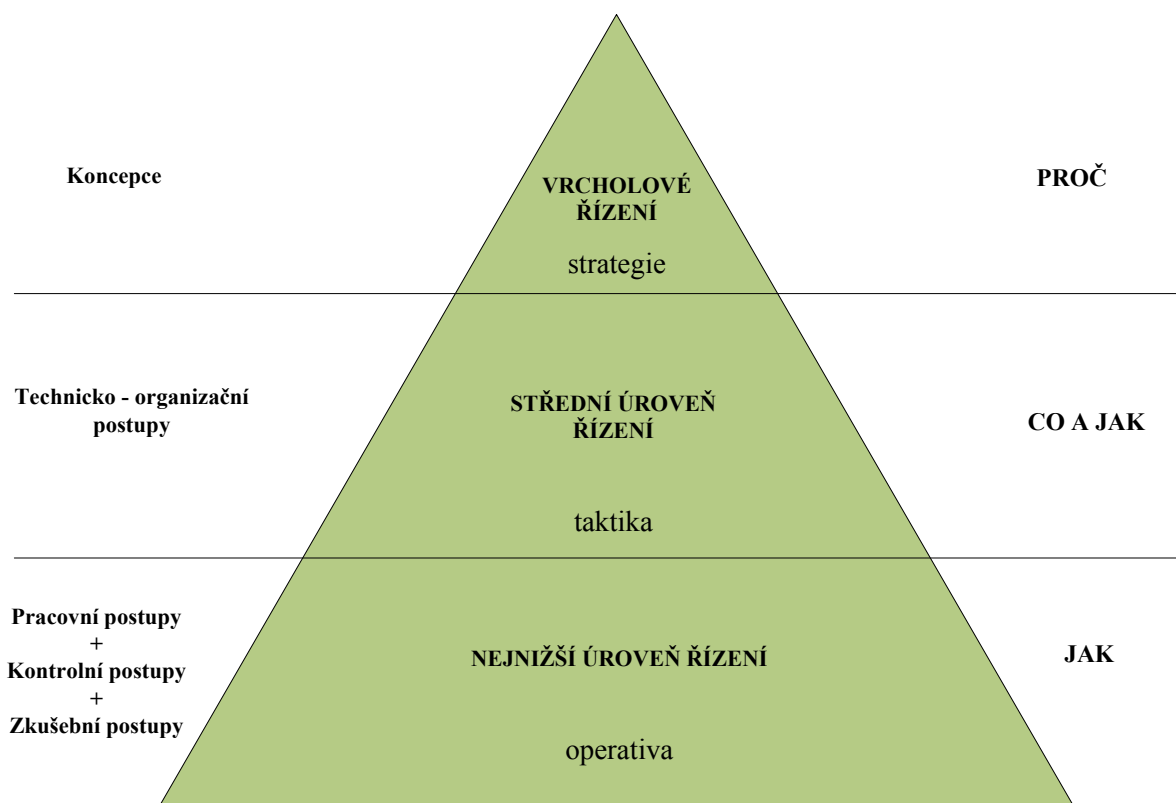 Koncepce
VRCHOLOVÉ
ŘÍZENÍ
strategie
PROČ
Technicko - organizační
postupy
STŘEDNÍ ÚROVEŇ
ŘÍZENÍ
taktika
CO A JAK
Pracovní postupy
+
Kontrolní postupy
+
Zkušební postupy
NEJNIŽŠÍ ÚROVEŇ ŘÍZENÍ
operativa
JAK